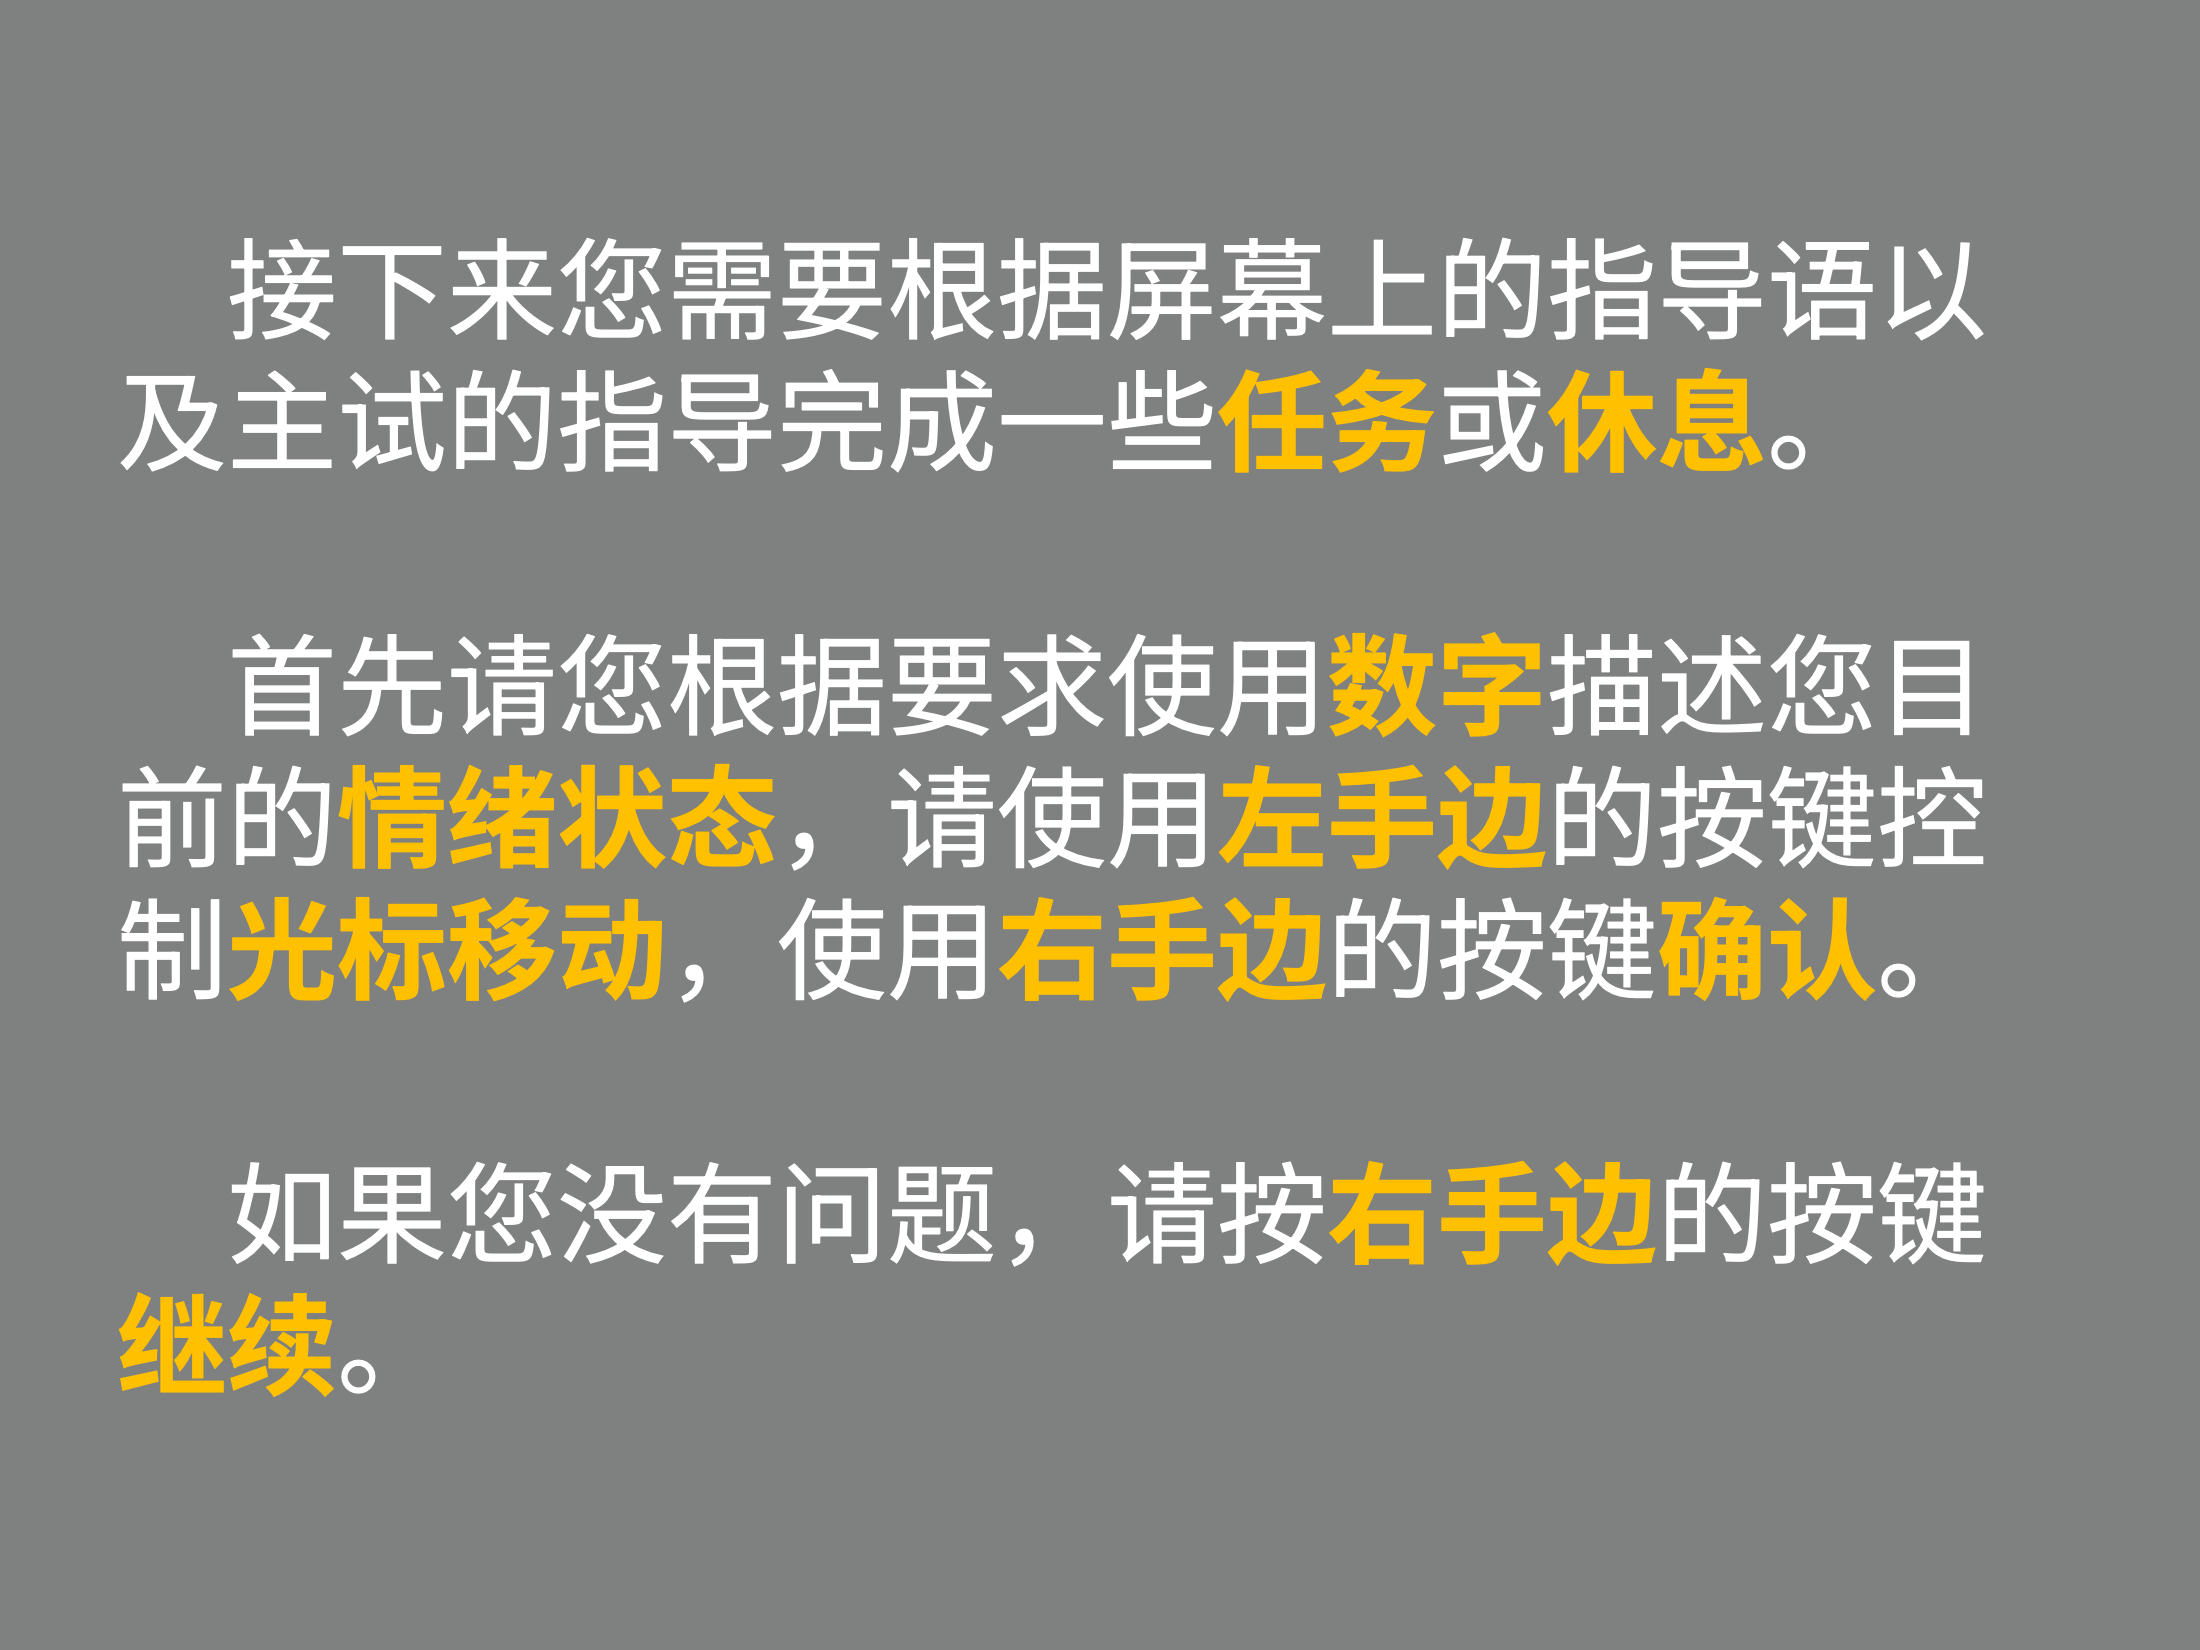 接下来您需要根据屏幕上的指导语以
及主试的指导完成一些任务或休息。
首先请您根据要求使用数字描述您目
前的情绪状态，请使用左手边的按键控
制光标移动，使用右手边的按键确认。
如果您没有问题，请按右手边的按键
继续。